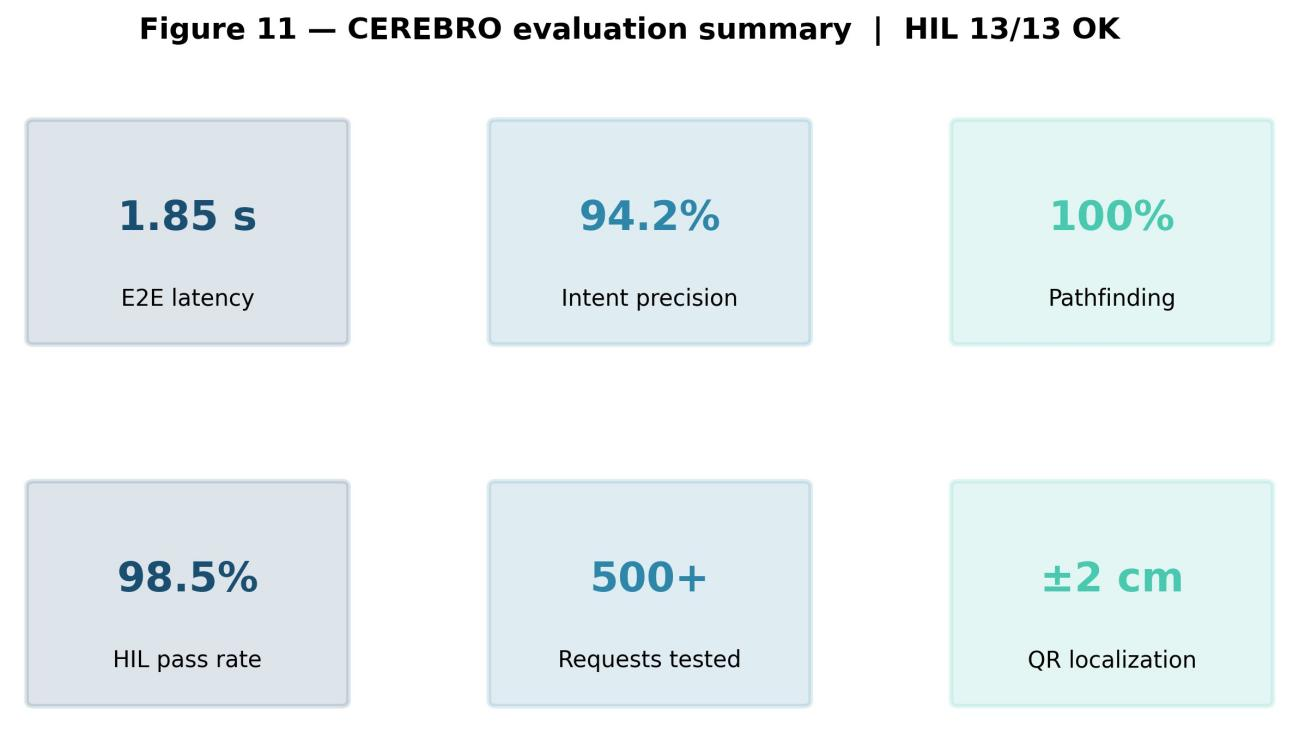 Figure 11 — CEREBRO evaluation summary | HIL 13/13 OK
1.85 s
E2E latency
94.2%
Intent precision
100%
Pathfinding
98.5%
HIL pass rate
500+
Requests tested
±2 cm
QR localization